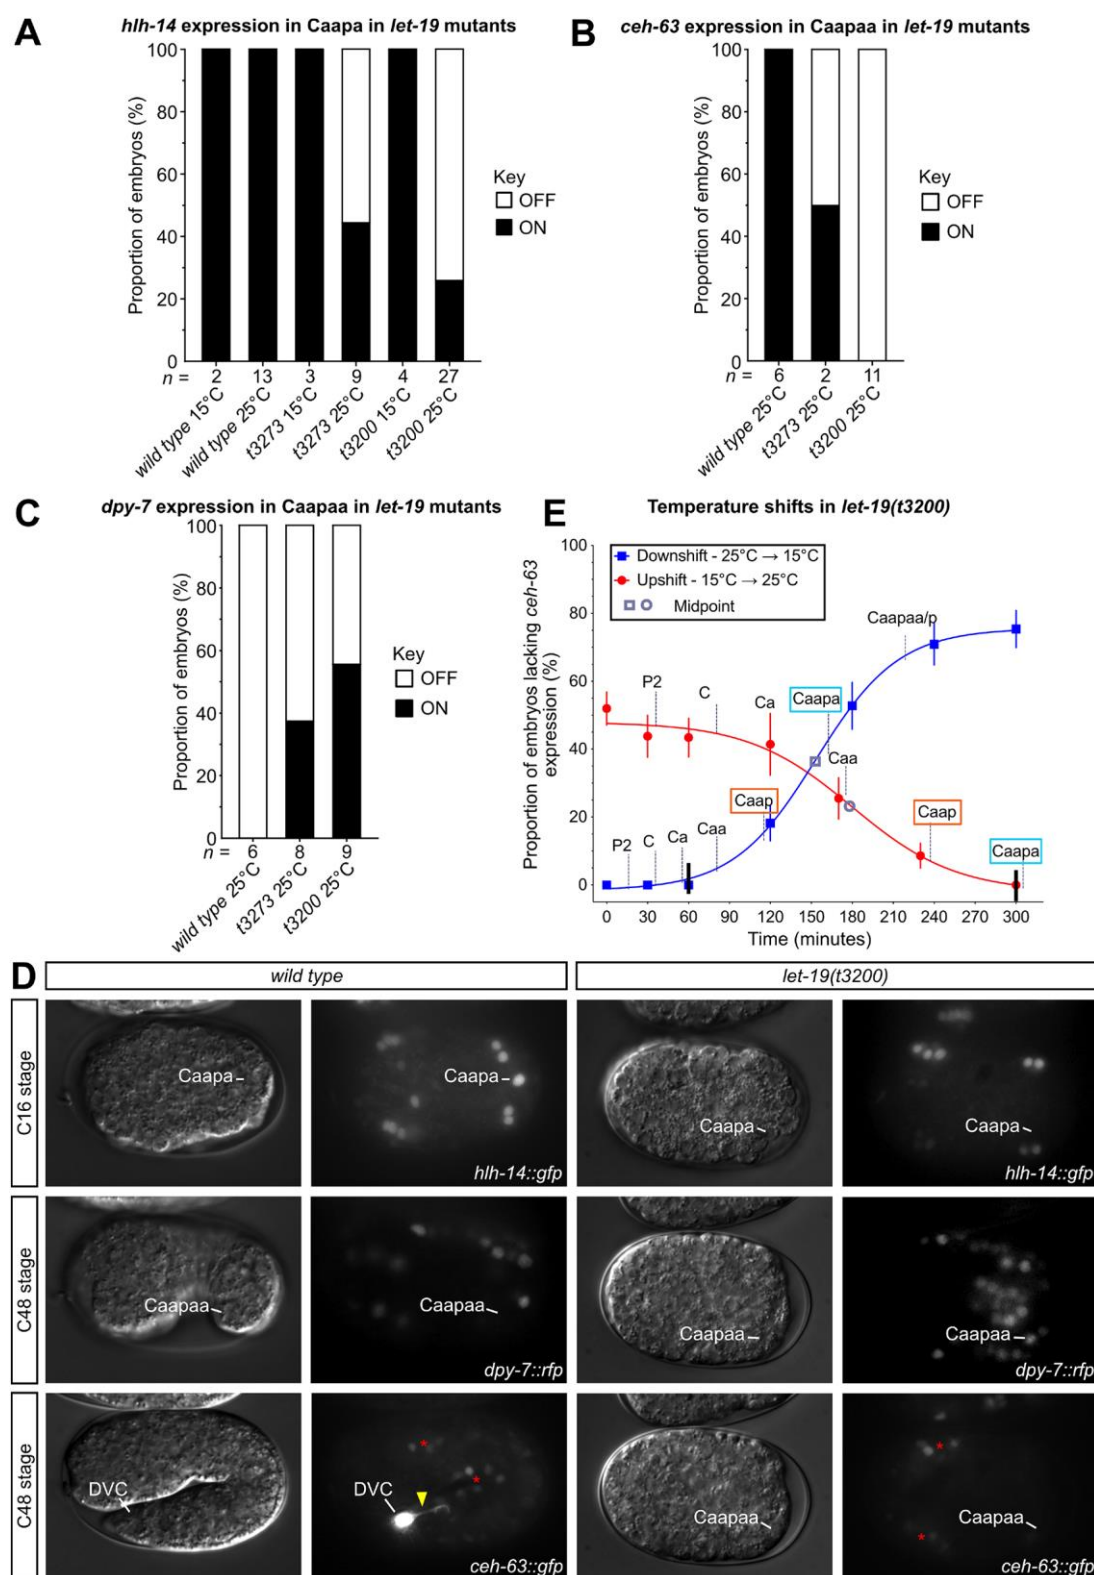 A
hlh-14 expression in Caapa in let-19 mutants
Proportion of embryos (%)
100
80
60
40
20
0
n = 2 13 3 9 4 27
wild type 15°C
wild type 25°C
t3273 15°C
t3273 25°C
t3200 15°C
t3200 25°C
Key
OFF
ON
B
ceh-63 expression in Caapaa in let-19 mutants
Proportion of embryos (%)
100
80
60
40
20
0
n = 6 2 11
wild type 25°C
t3273 25°C
t3200 25°C
Key
OFF
ON
C
dpy-7 expression in Caapaa in let-19 mutants
Proportion of embryos (%)
100
80
60
40
20
0
n = 6 8 9
wild type 25°C
t3273 25°C
t3200 25°C
Key
OFF
ON
E
Temperature shifts in let-19(t3200)
Proportion of embryos lacking ceh-63
expression (%)
100
80
60
40
20
0
Downshift - 25°C → 15°C
Upshift - 15°C → 25°C
Midpoint
Caapaa/p
P2
C
Ca
Caapa
Caa
Caap
Caap
P2
C
Ca
Caa
Caapa
0 30 60 90 120 150 180 210 240 270 300
Time (minutes)
D
wild type
let-19(t3200)
C16 stage
Caapa
Caapa
hlh-14::gfp
Caapa
Caapa
hlh-14::gfp
C48 stage
Caapaa
Caapaa
dpy-7::rfp
Caapaa
Caapaa
dpy-7::rfp
C48 stage
DVC
DVC
*
*
ceh-63::gfp
Caapaa
Caapaa
*
*
ceh-63::gfp